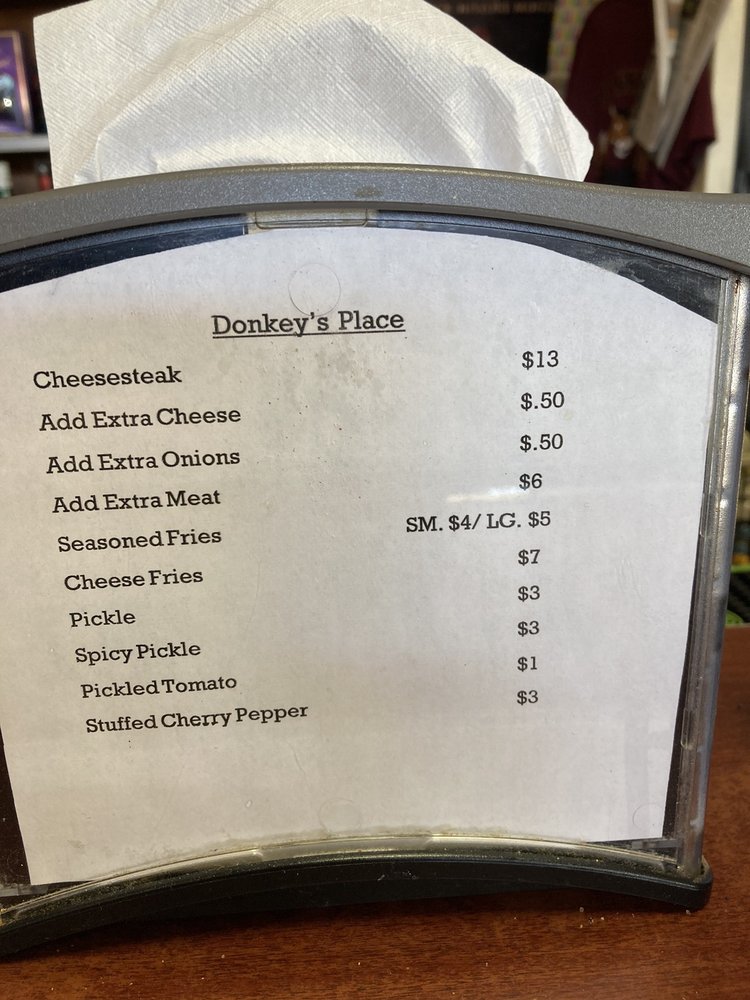 Donkey's Place
Cheesesteak $13
Add Extra Cheese $.50
Add Extra Onions $.50
Add Extra Meat $6
Seasoned Fries SM. $4/ LG. $5
Cheese Fries $7
Pickle $3
Spicy Pickle $3
Pickled Tomato $1
Stuffed Cherry Pepper $3